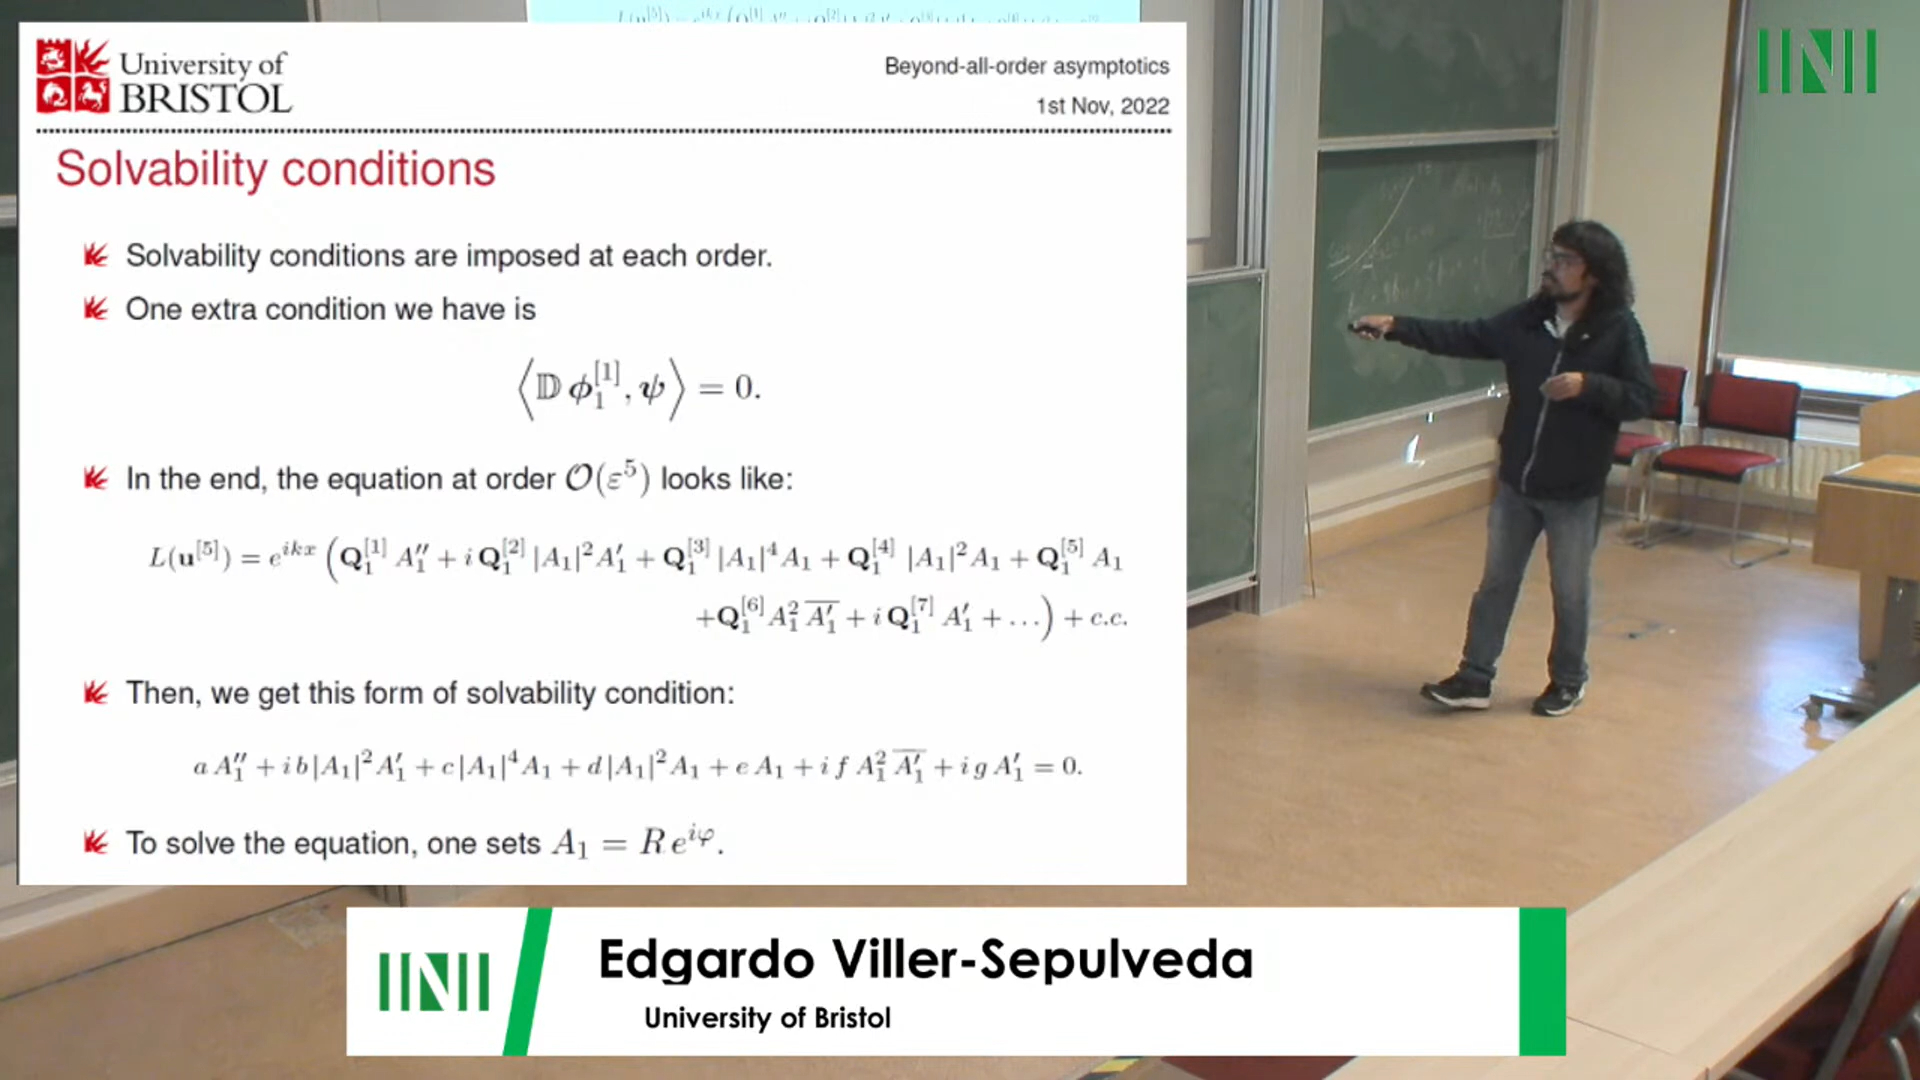 University of
BRISTOL
Beyond-all-order asymptotics
1st Nov, 2022
Solvability conditions
Solvability conditions are imposed at each order.
One extra condition we have is
⟨𝔻 ϕ₁^[1], ψ⟩ = 0.
In the end, the equation at order 𝒪(ε⁵) looks like:
L(u^[5]) = e^{ikx} (Q₁^[1] A₁″ + i Q₁^[2] |A₁|² A₁′ + Q₁^[3] |A₁|⁴ A₁ + Q₁^[4] |A₁|² A₁ + Q₁^[5] A₁
+Q₁^[6] A₁² \overline{A₁′} + i Q₁^[7] A₁′ + …) + c.c.
Then, we get this form of solvability condition:
a A₁″ + i b|A₁|² A₁′ + c|A₁|⁴ A₁ + d|A₁|² A₁ + e A₁ + i f A₁² \overline{A₁′} + i g A₁′ = 0.
To solve the equation, one sets A₁ = R e^{iφ}.
Edgardo Viller-Sepulveda
University of Bristol